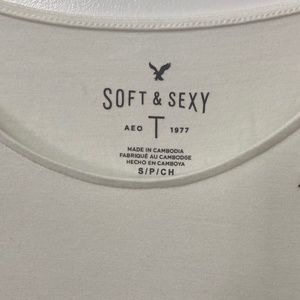 SOFT & SEXY
AEO T 1977
MADE IN CAMBODIA
FABRIQUÉ AU CAMBODGE
HECHO EN CAMBOYA
S/P/CH